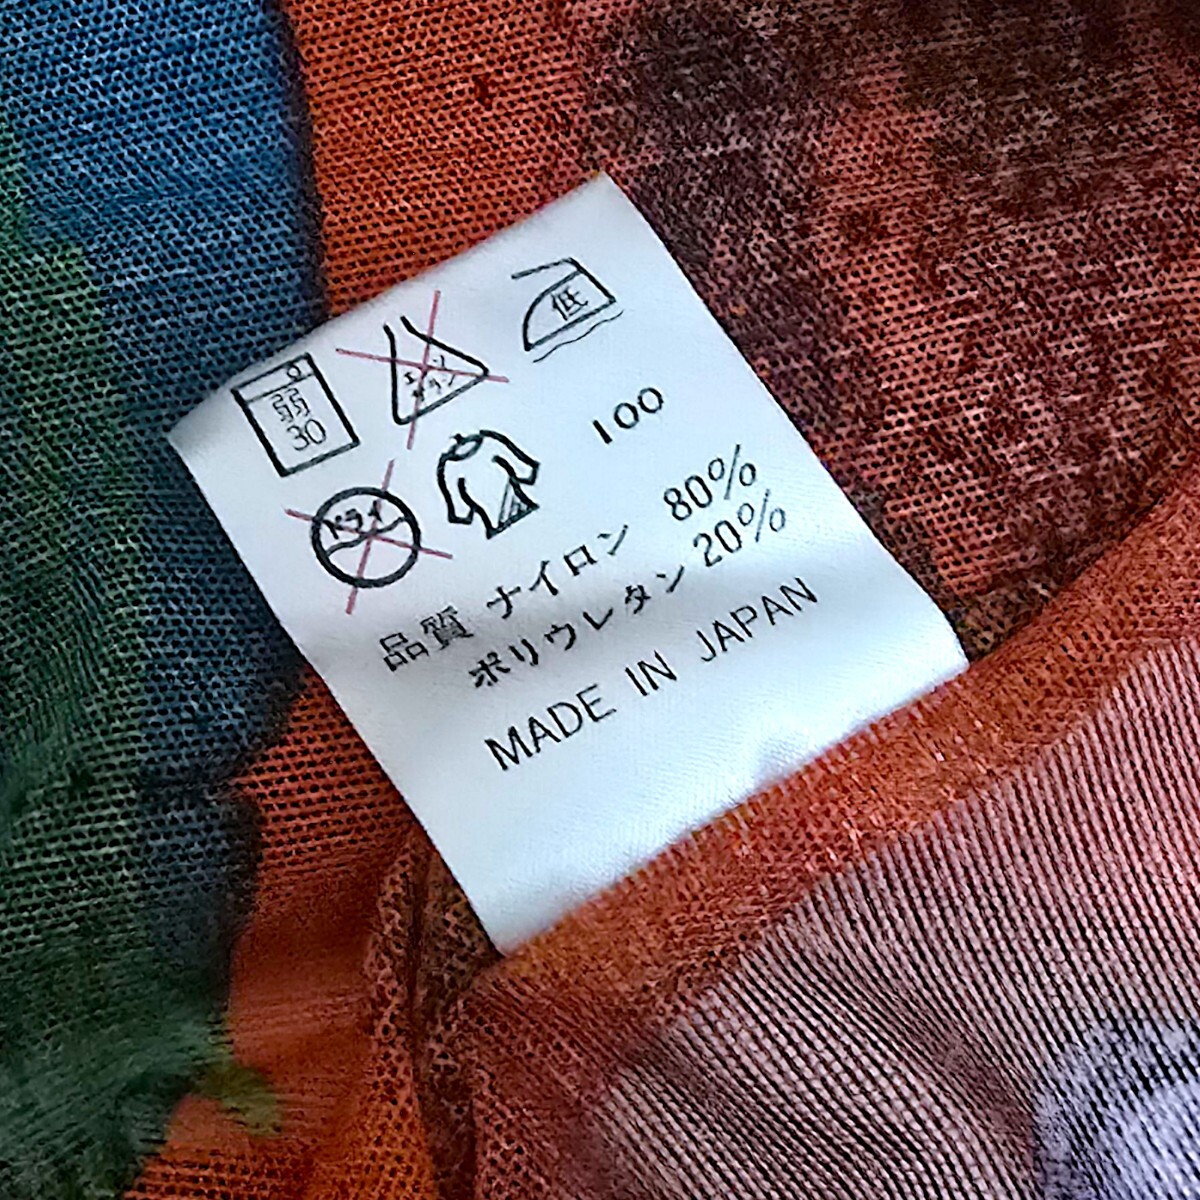 弱
30
エンソ
サラシ
低
ドライ
100
品質 ナイロン 80%
ポリウレタン 20%
MADE IN JAPAN